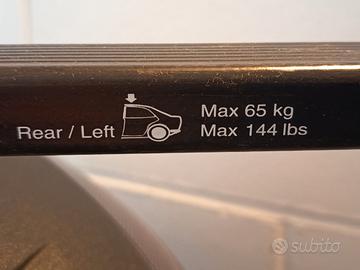 Rear / Left
Max 65 kg
Max 144 lbs
subito